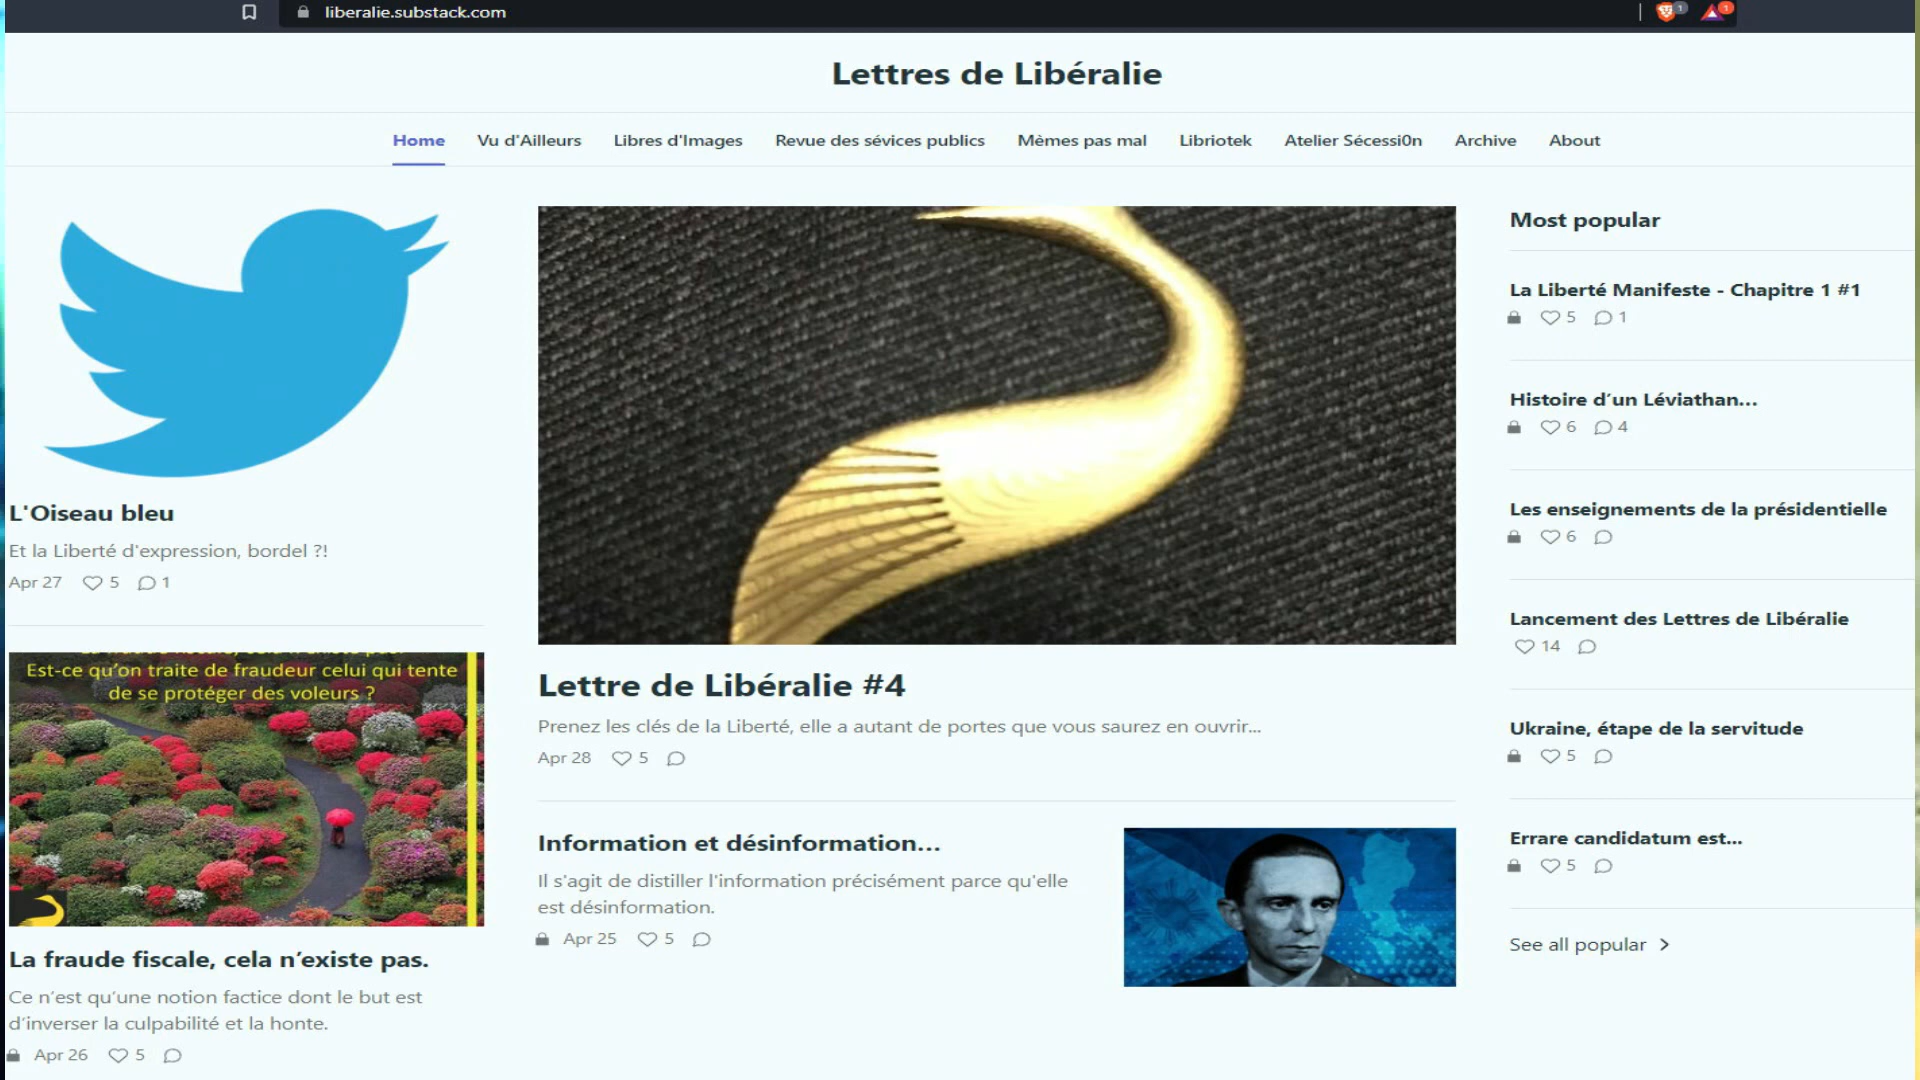 liberalie.substack.com
1
1
Lettres de Libéralie
Home
Vu d'Ailleurs
Libres d'Images
Revue des sévices publics
Mèmes pas mal
Libriotek
Atelier Sécessi0n
Archive
About
L'Oiseau bleu
Et la Liberté d'expression, bordel ?!
Apr 27 5 1
Est-ce qu'on traite de fraudeur celui qui tente
de se protéger des voleurs ?
La fraude fiscale, cela n’existe pas.
Ce n’est qu’une notion factice dont le but est
d’inverser la culpabilité et la honte.
Apr 26 5
Lettre de Libéralie #4
Prenez les clés de la Liberté, elle a autant de portes que vous saurez en ouvrir...
Apr 28 5
Information et désinformation…
Il s'agit de distiller l'information précisément parce qu'elle
est désinformation.
Apr 25 5
Most popular
La Liberté Manifeste - Chapitre 1 #1
5 1
Histoire d’un Léviathan…
6 4
Les enseignements de la présidentielle
6
Lancement des Lettres de Libéralie
14
Ukraine, étape de la servitude
5
Errare candidatum est...
5
See all popular